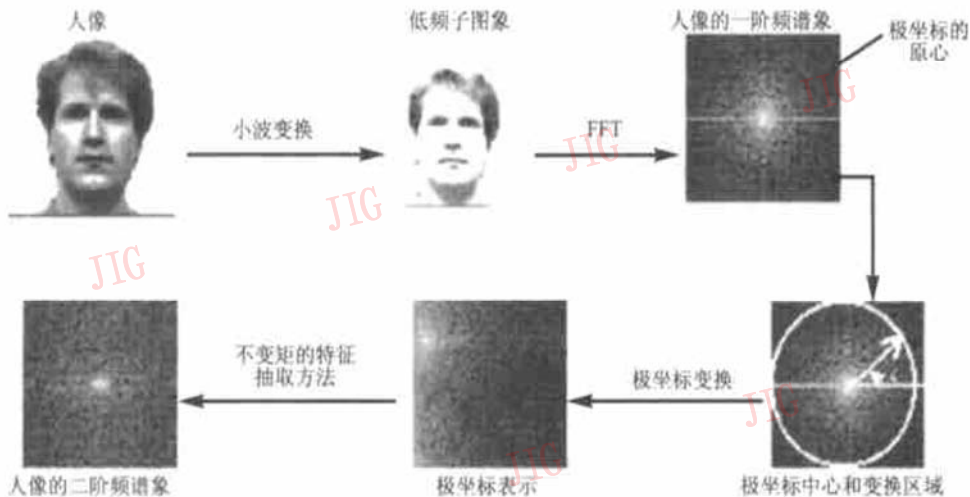 人像
低频子图象
人像的一阶频谱象
极坐标的
原心
小波变换
FFT
JIG
JIG
JIG
JIG
不变矩的特征
抽取方法
极坐标变换
JIG
JIG
人像的二阶频谱象
极坐标表示
极坐标中心和变换区域